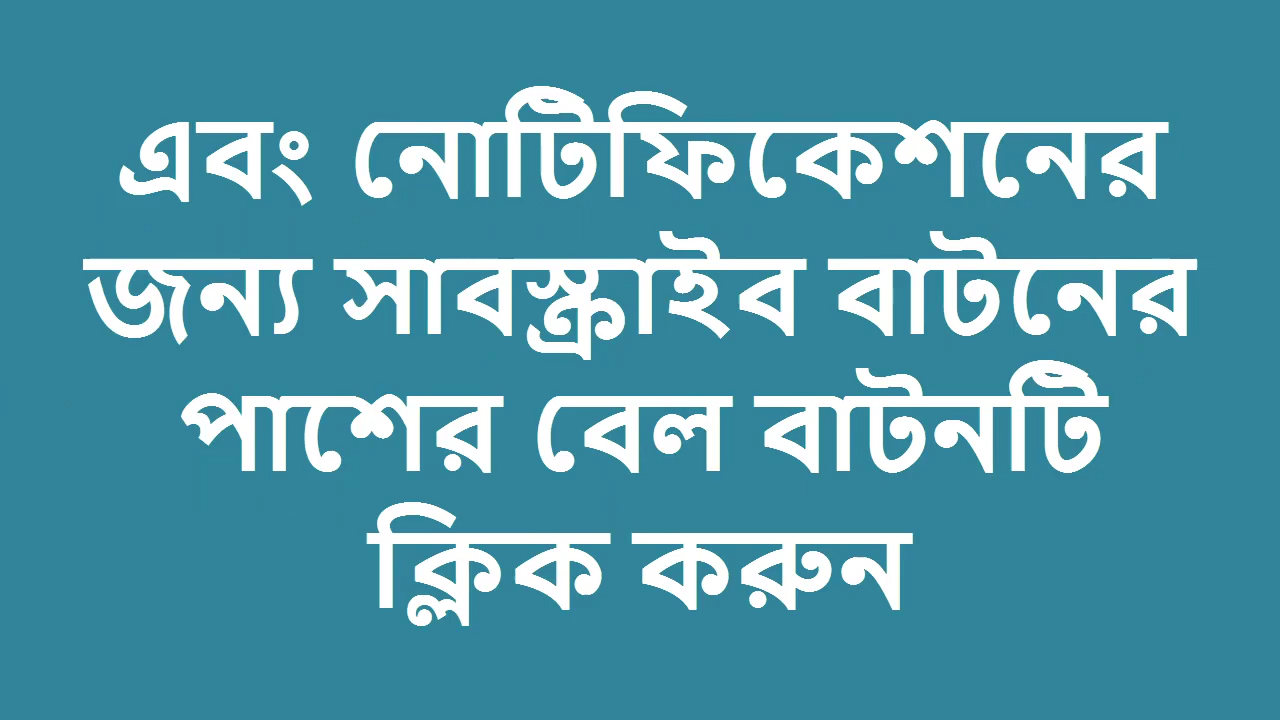 এবং নোটিফিকেশনের
জন্য সাবস্ক্রাইব বাটনের
পাশের বেল বাটনটি
ক্লিক করুন